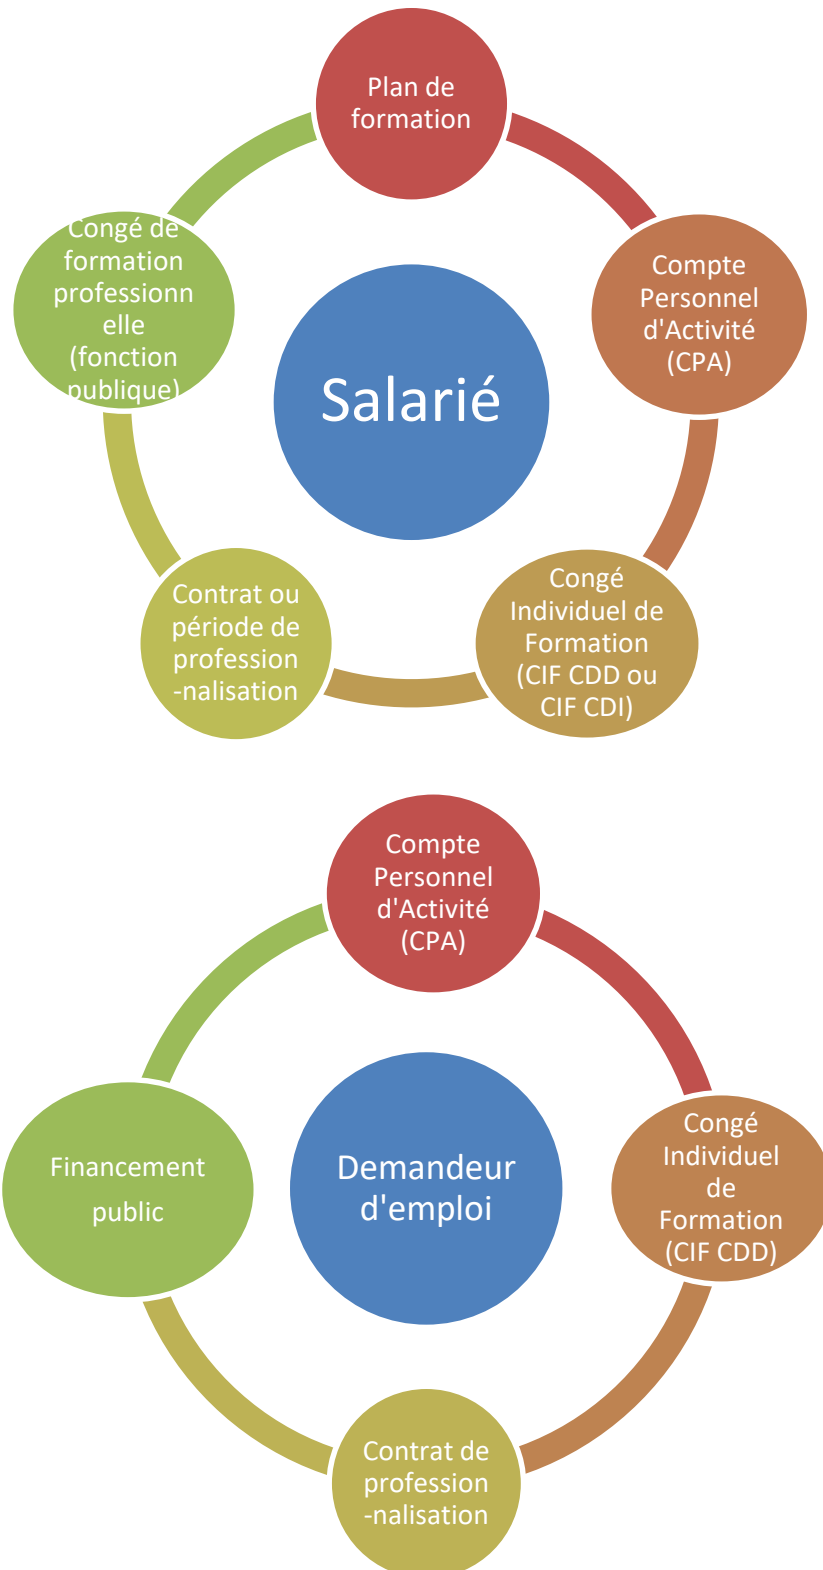 Plan de
formation
Congé de
formation
professionn
elle
(fonction
publique)
Compte
Personnel
d'Activité
(CPA)
Salarié
Contrat ou
période de
profession
-nalisation
Congé
Individuel de
Formation
(CIF CDD ou
CIF CDI)
Compte
Personnel
d'Activité
(CPA)
Financement
public
Demandeur
d'emploi
Congé
Individuel
de
Formation
(CIF CDD)
Contrat de
profession
-nalisation